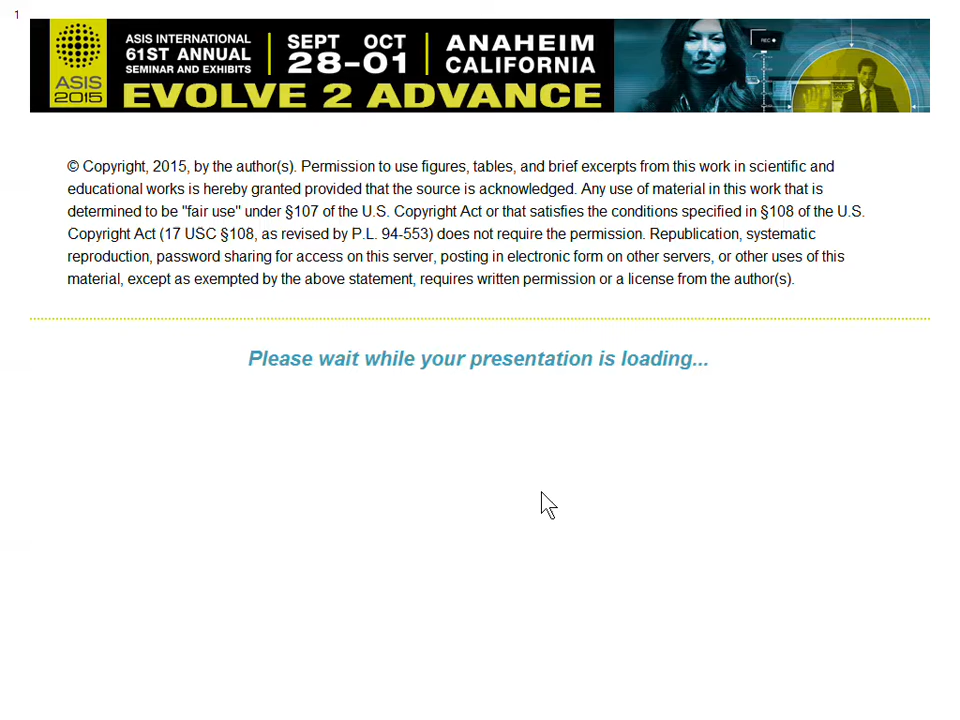 1
ASIS
2015
ASIS INTERNATIONAL
61ST ANNUAL
SEMINAR AND EXHIBITS
SEPT OCT
28-01
ANAHEIM
CALIFORNIA
EVOLVE 2 ADVANCE
REC
© Copyright, 2015, by the author(s). Permission to use figures, tables, and brief excerpts from this work in scientific and
educational works is hereby granted provided that the source is acknowledged. Any use of material in this work that is
determined to be "fair use" under §107 of the U.S. Copyright Act or that satisfies the conditions specified in §108 of the U.S.
Copyright Act (17 USC §108, as revised by P.L. 94-553) does not require the permission. Republication, systematic
reproduction, password sharing for access on this server, posting in electronic form on other servers, or other uses of this
material, except as exempted by the above statement, requires written permission or a license from the author(s).
Please wait while your presentation is loading...